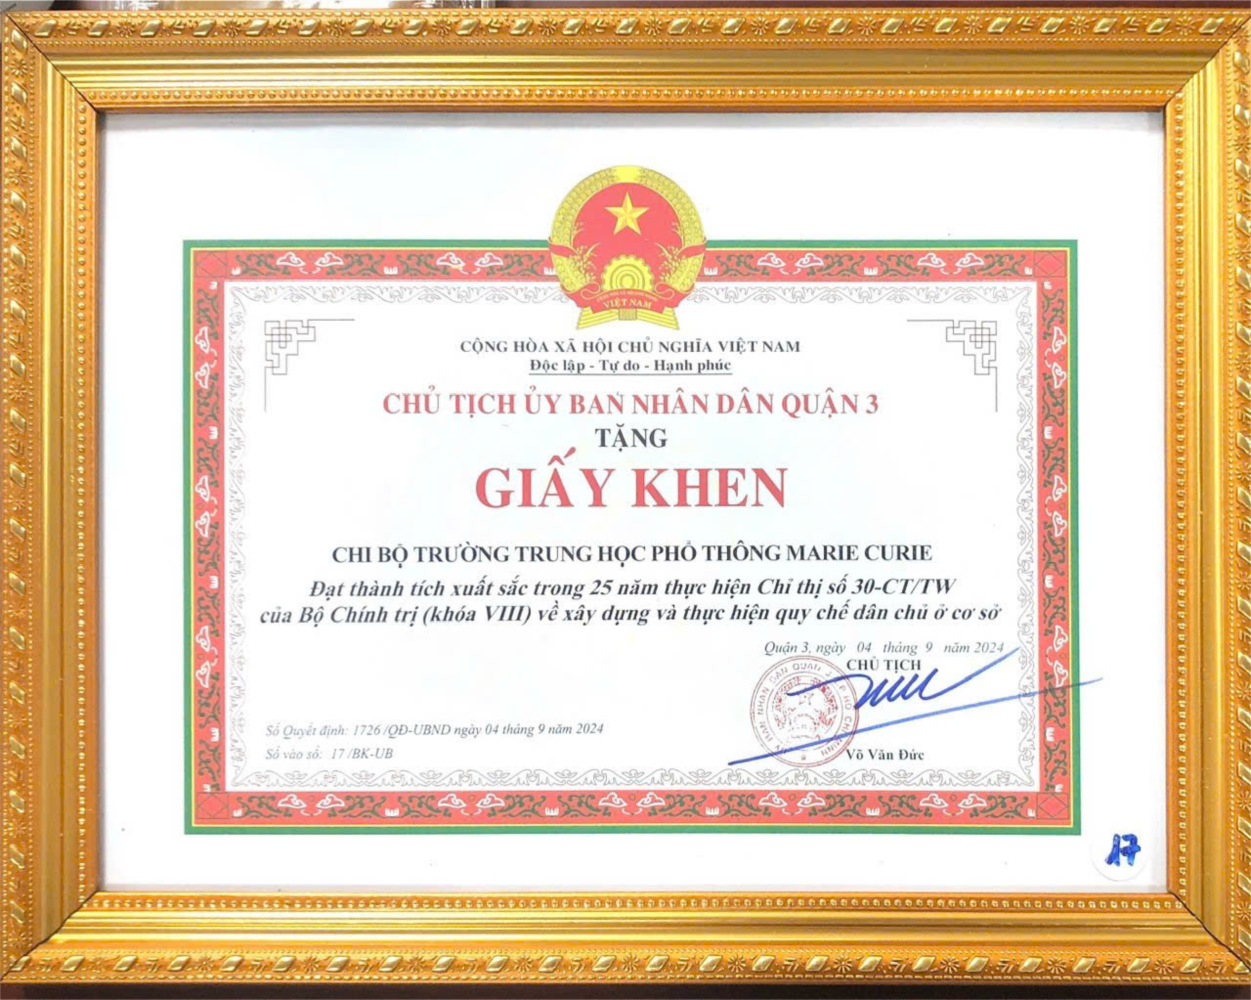 VIỆT NAM
CỘNG HÒA XÃ HỘI CHỦ NGHĨA VIỆT NAM
Độc lập - Tự do - Hạnh phúc
CHỦ TỊCH ỦY BAN NHÂN DÂN QUẬN 3
TẶNG
GIẤY KHEN
CHI BỘ TRƯỜNG TRUNG HỌC PHỔ THÔNG MARIE CURIE
Đạt thành tích xuất sắc trong 25 năm thực hiện Chỉ thị số 30-CT/TW
của Bộ Chính trị (khóa VIII) về xây dựng và thực hiện quy chế dân chủ ở cơ sở
Quận 3, ngày 04 tháng 9 năm 2024
CHỦ TỊCH
Số Quyết định: 1726 /QĐ-UBND ngày 04 tháng 9 năm 2024
Số vào sổ: 17 /BK-UB
Võ Văn Đức
17